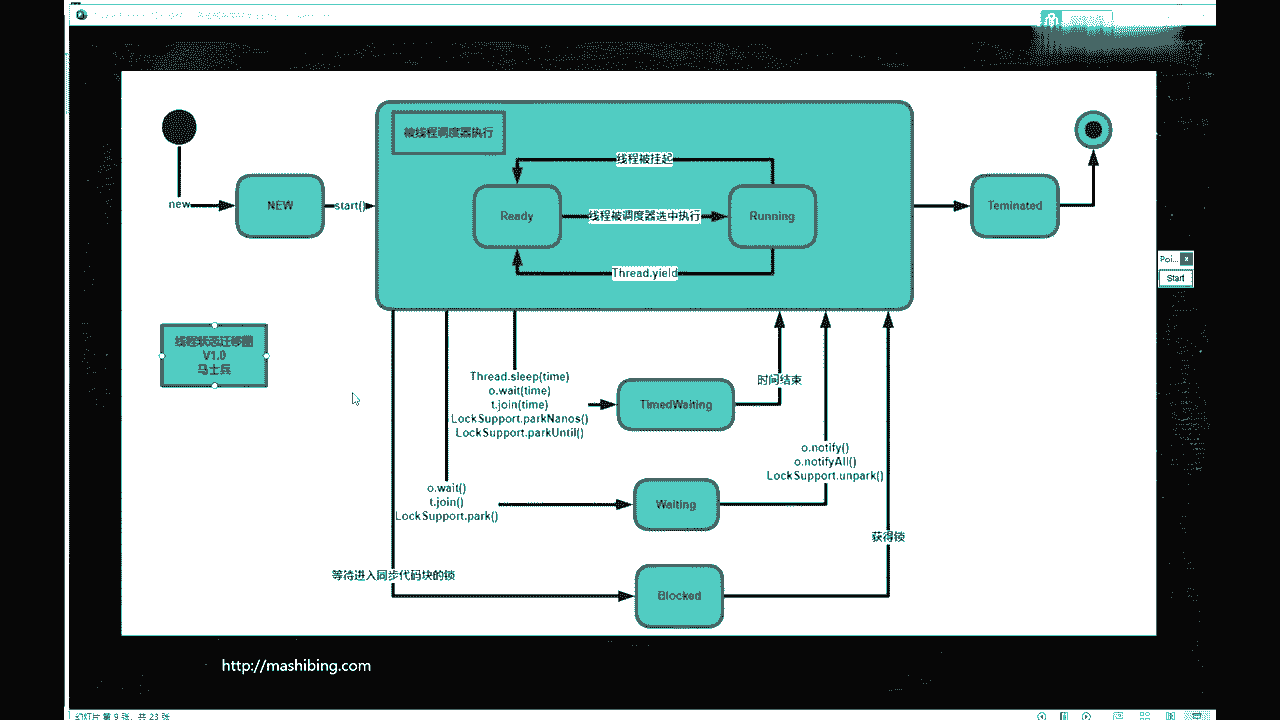 被线程调度器执行
线程被挂起
new
NEW
start()
Ready
线程被调度器选中执行
Running
Teminated
Thread.yield
Poi... x
Start
线程状态迁移图
V1.0
马士兵
Thread.sleep(time)
o.wait(time)
t.join(time)
LockSupport.parkNanos()
LockSupport.parkUntil()
TimedWaiting
时间结束
o.wait()
t.join()
LockSupport.park()
Waiting
o.notify()
o.notifyAll()
LockSupport.unpark()
获得锁
等待进入同步代码块的锁
Blocked
http://mashibing.com
幻灯片 第 9 张，共 23 张